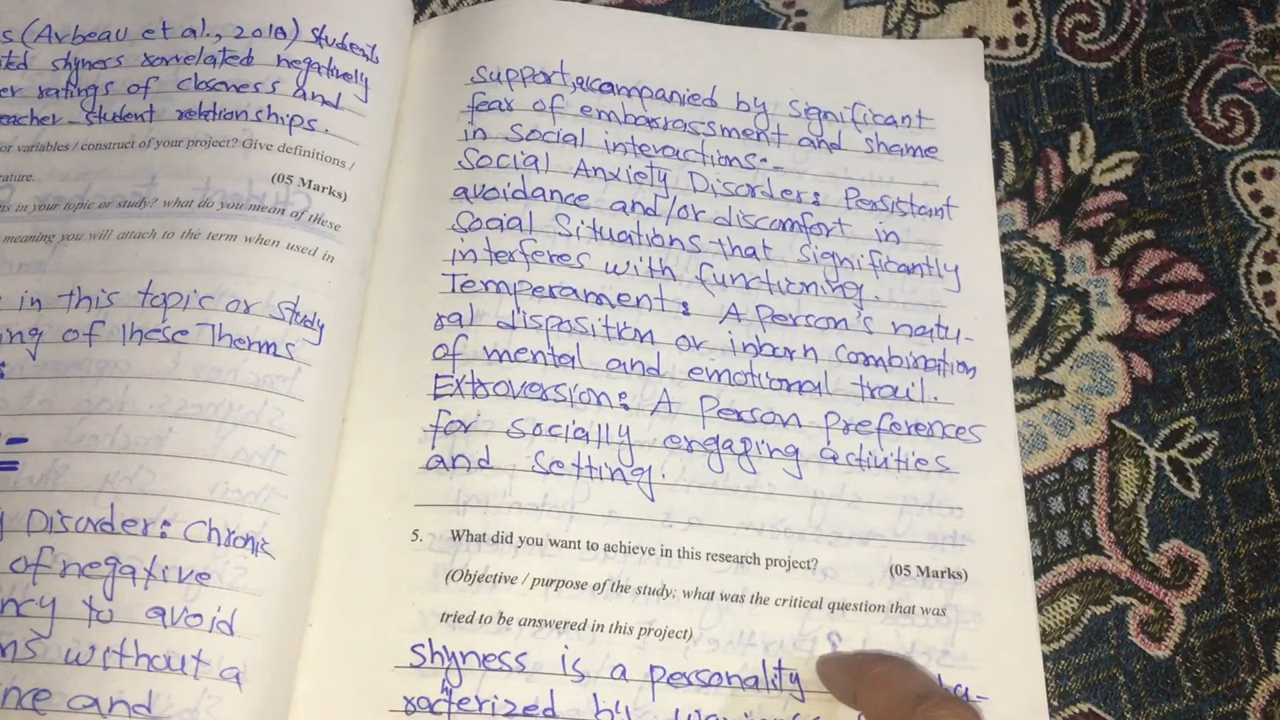 s (Arbeau et al., 2010) students
ted shyners correlated negatively
er ratings of closeness and
eacher-student relationships.
or variables / construct of your project? Give definitions /
rature.
(05 Marks)
ns in your topic or study? what do you mean of these
meaning you will attach to the term when used in
in this topic or study
ing of These Therms
Disorder: Chronic
of negative
ncy to avoid
ns without a
nce and
support, accompanied by significant
fear of embarrassment and shame
in Social interactions:-
Social Anxiety Disorder: Persistant
avoidance and/or discomfort in
social Situations that significantly
interferes with functioning.
Temperament: A Person's natu-
ral disposition or inborn combination
of mental and emotional trail.
Extroversion: A Person preferences
for socially engaging activities
and setting.
5. What did you want to achieve in this research project?
(05 Marks)
(Objective / purpose of the study; what was the critical question that was
tried to be answered in this project)
Shyness is a personality
racterized by